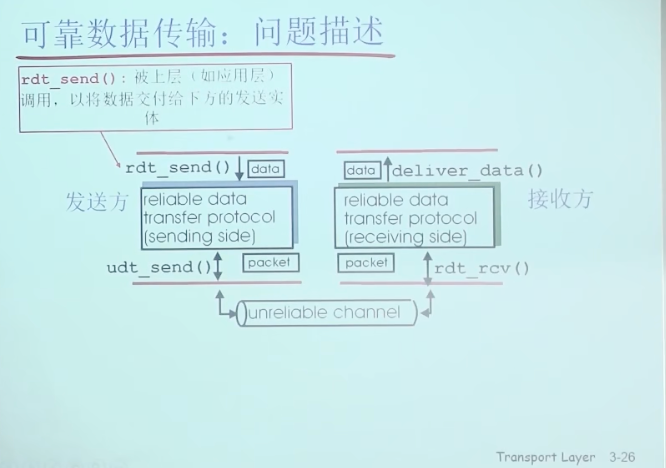 可靠数据传输：问题描述
rdt_send()：被上层（如应用层）
调用，以将数据交付给下方的发送实
体
rdt_send()
data
data
deliver_data()
发送方
reliable data
transfer protocol
(sending side)
reliable data
transfer protocol
(receiving side)
接收方
udt_send()
packet
packet
rdt_rcv()
unreliable channel
Transport Layer 3-26